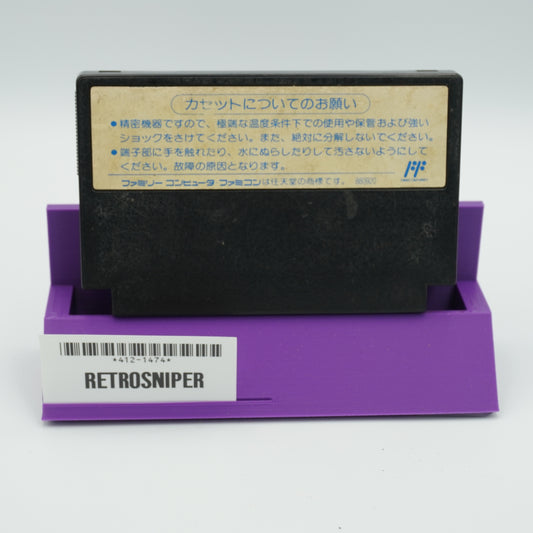 カセットについてのお願い
●精密機器ですので、極端な温度条件下での使用や保管および強い
ショックをさけてください。また、絶対に分解しないでください。
●端子部に手を触れたり、水にぬらしたりして汚さないようにして
ください。故障の原因となります。
ファミリー コンピュータ ファミコンは任天堂の商標です。
*412-1474*
RETROSNIPER